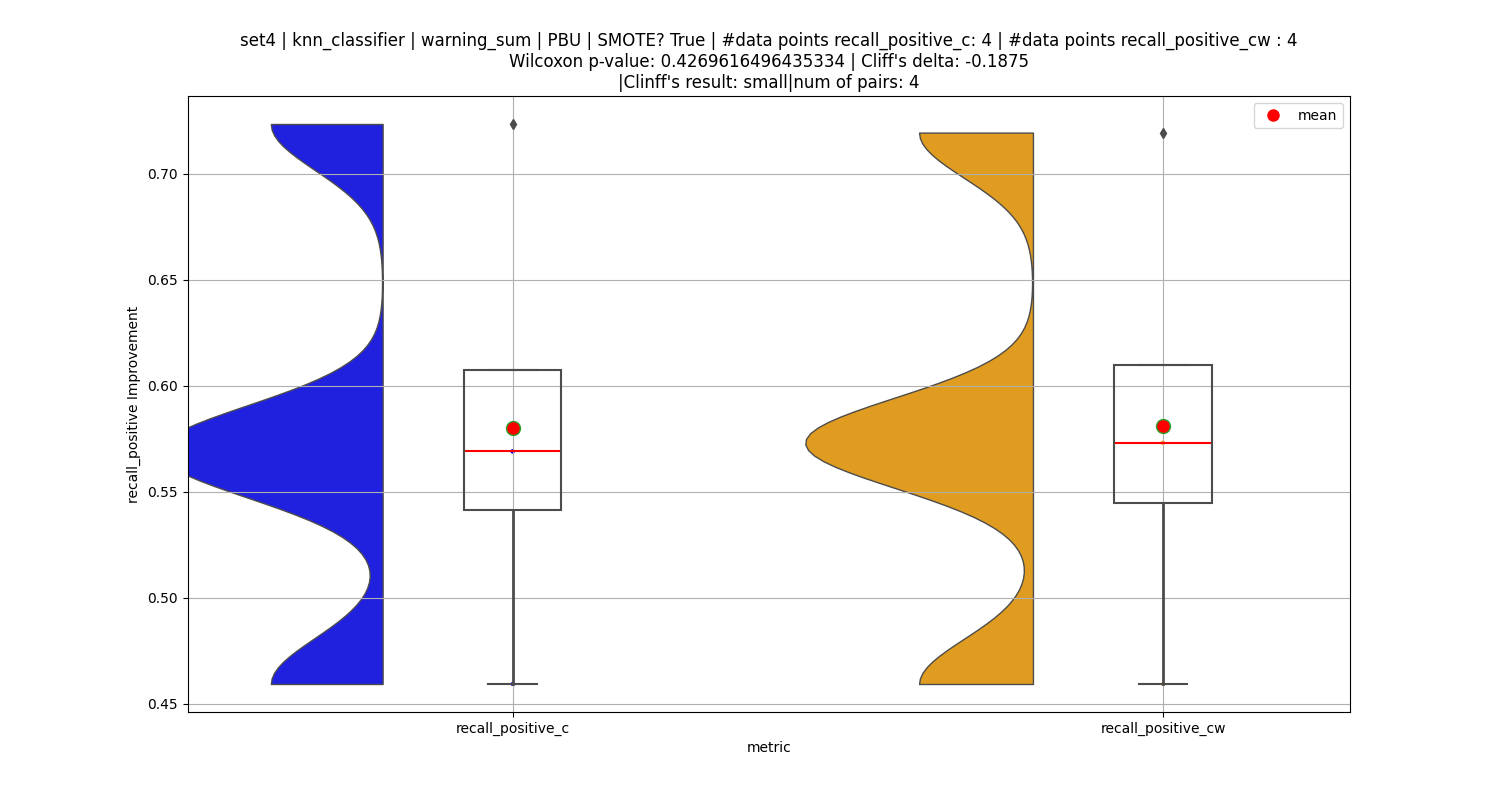 set4 | knn_classifier | warning_sum | PBU | SMOTE? True | #data points recall_positive_c: 4 | #data points recall_positive_cw : 4
Wilcoxon p-value: 0.4269616496435334 | Cliff's delta: -0.1875
|Clinff's result: small|num of pairs: 4
mean
recall_positive Improvement
0.70
0.65
0.60
0.55
0.50
0.45
recall_positive_c
recall_positive_cw
metric